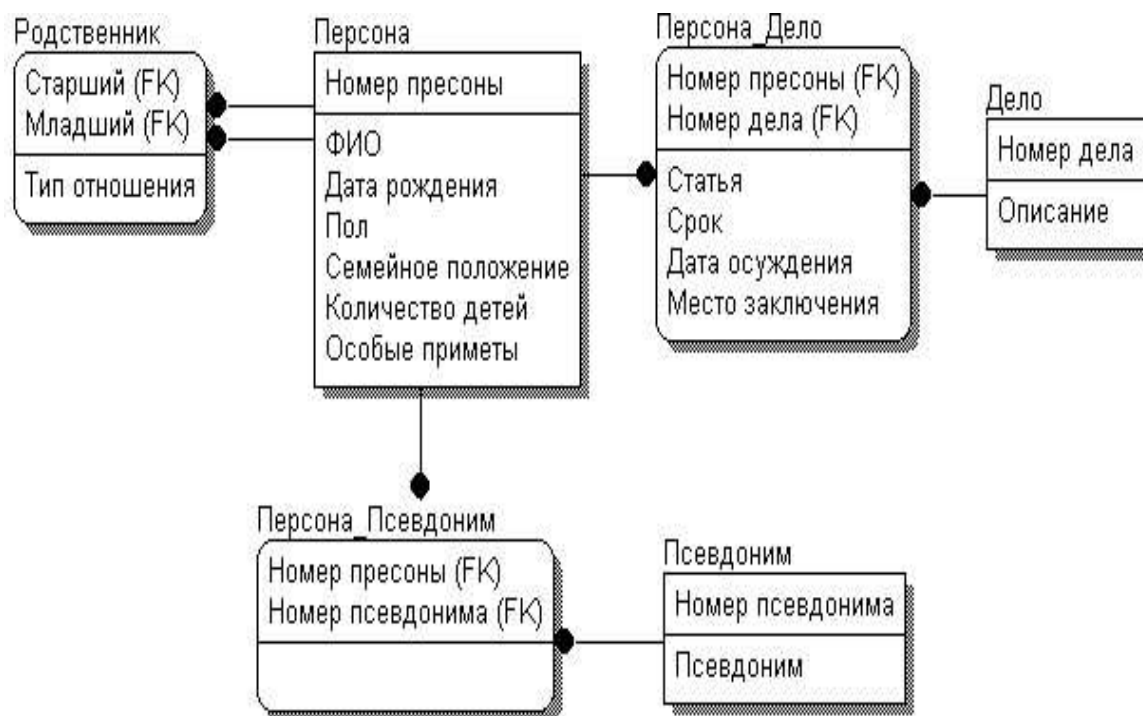 Родственник
Старший (FK)
Младший (FK)
Тип отношения
Персона
Номер пресоны
ФИО
Дата рождения
Пол
Семейное положение
Количество детей
Особые приметы
Персона_Дело
Номер пресоны (FK)
Номер дела (FK)
Статья
Срок
Дата осуждения
Место заключения
Дело
Номер дела
Описание
Персона_Псевдоним
Номер пресоны (FK)
Номер псевдонима (FK)
Псевдоним
Номер псевдонима
Псевдоним